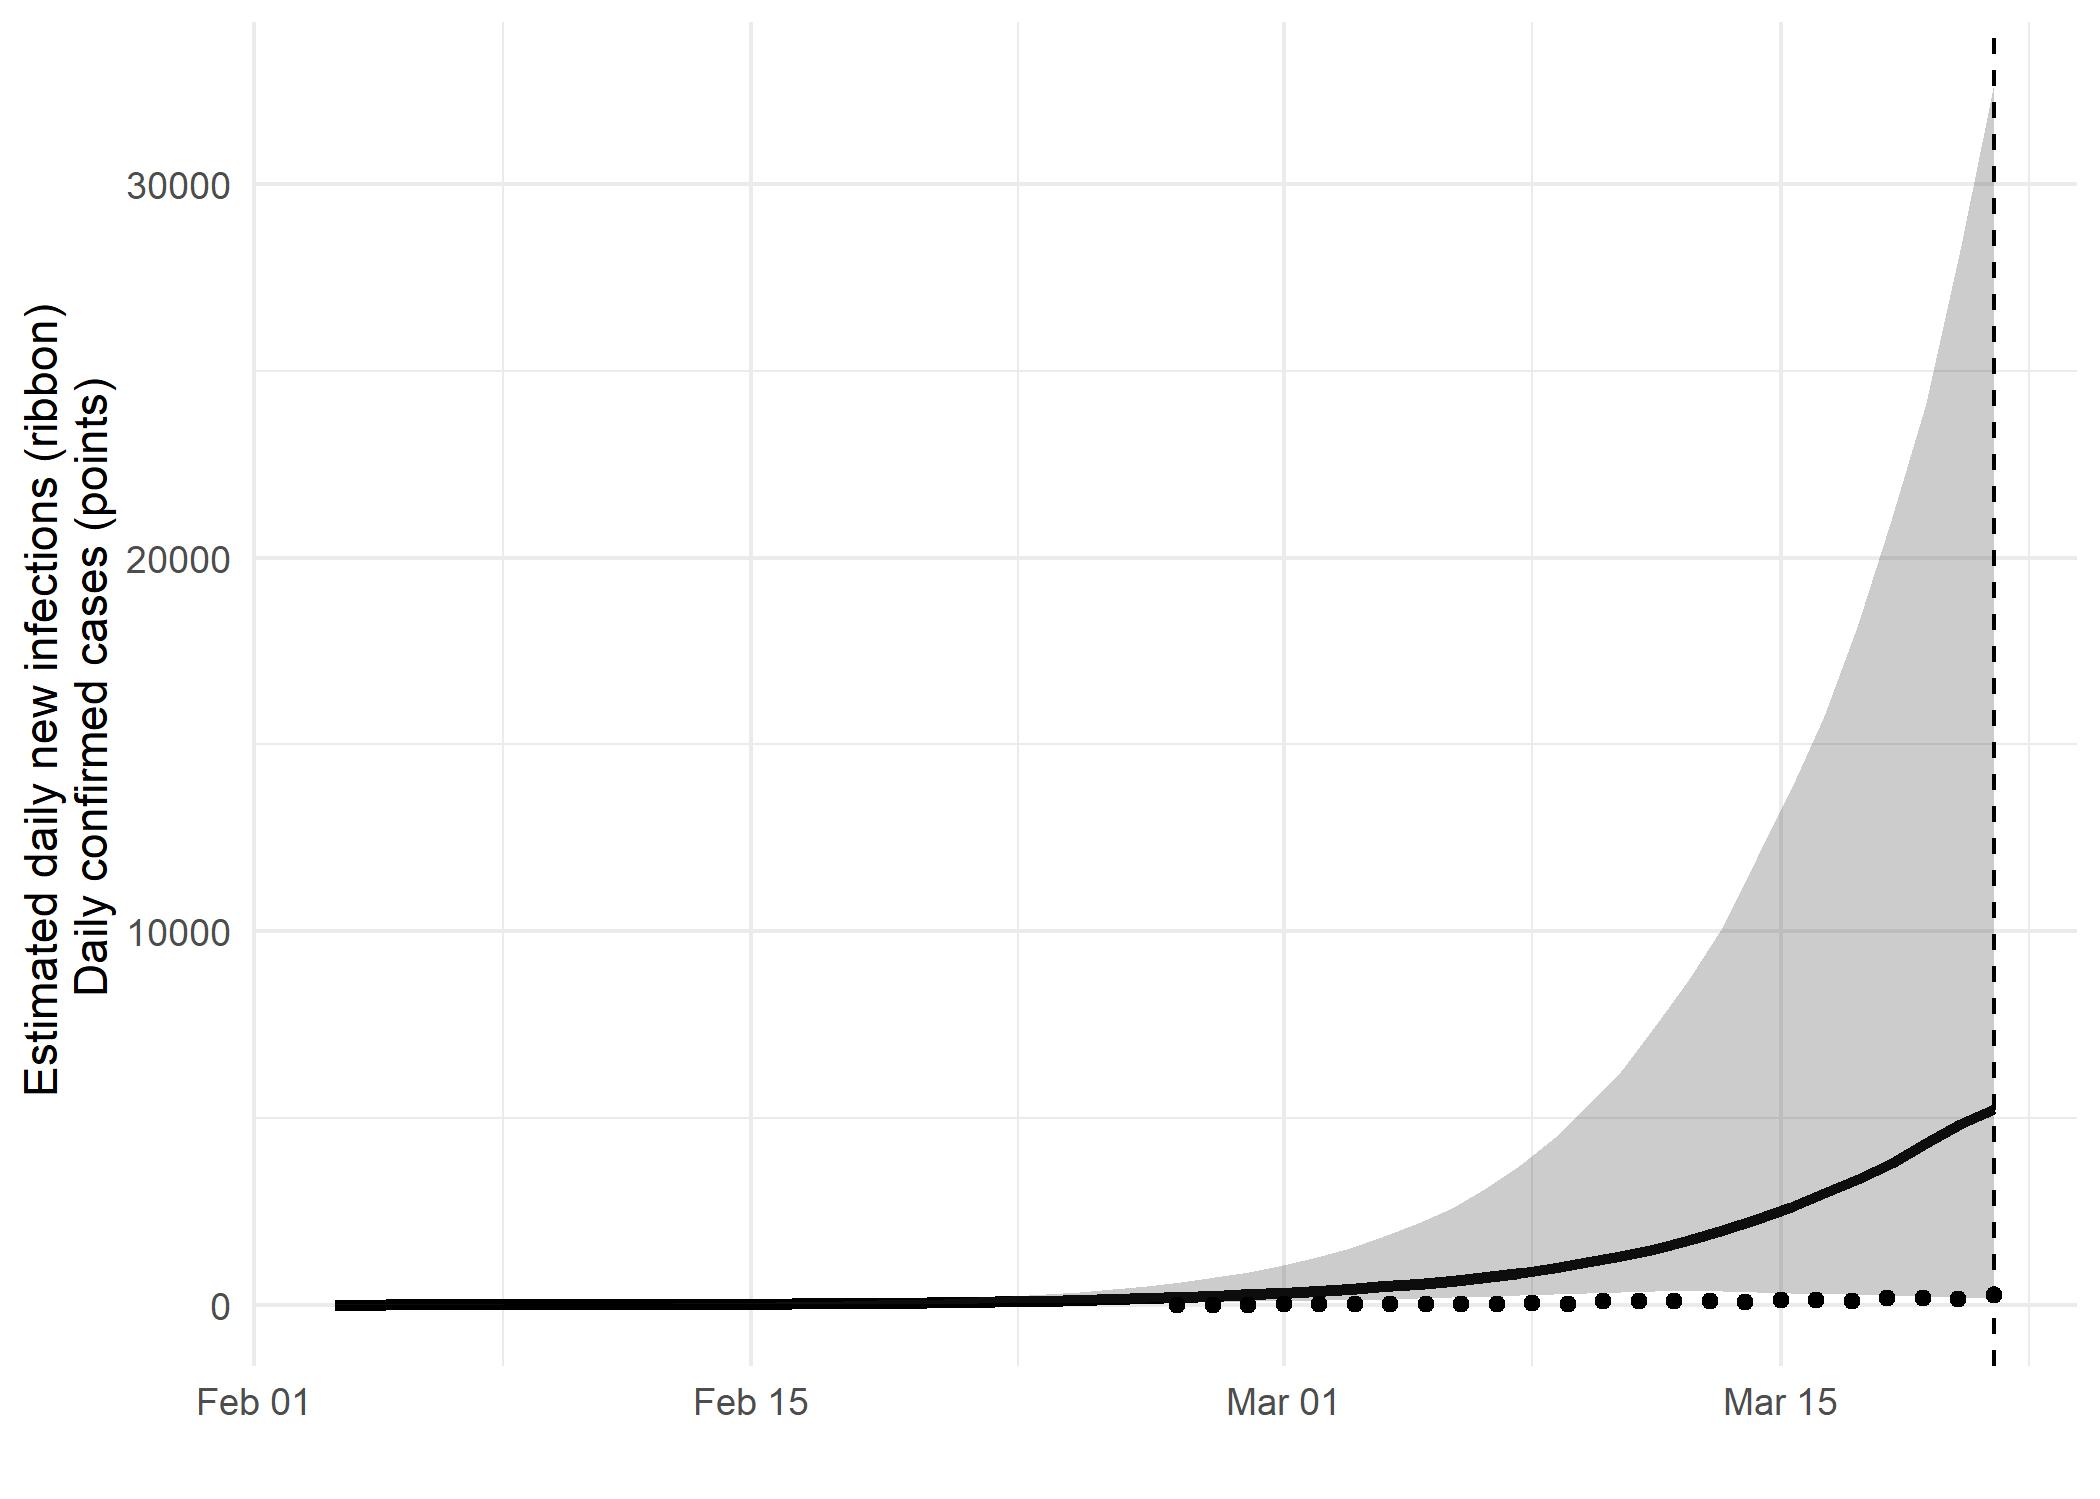 Estimated daily new infections (ribbon)
Daily confirmed cases (points)
30000
20000
10000
0
Feb 01
Feb 15
Mar 01
Mar 15